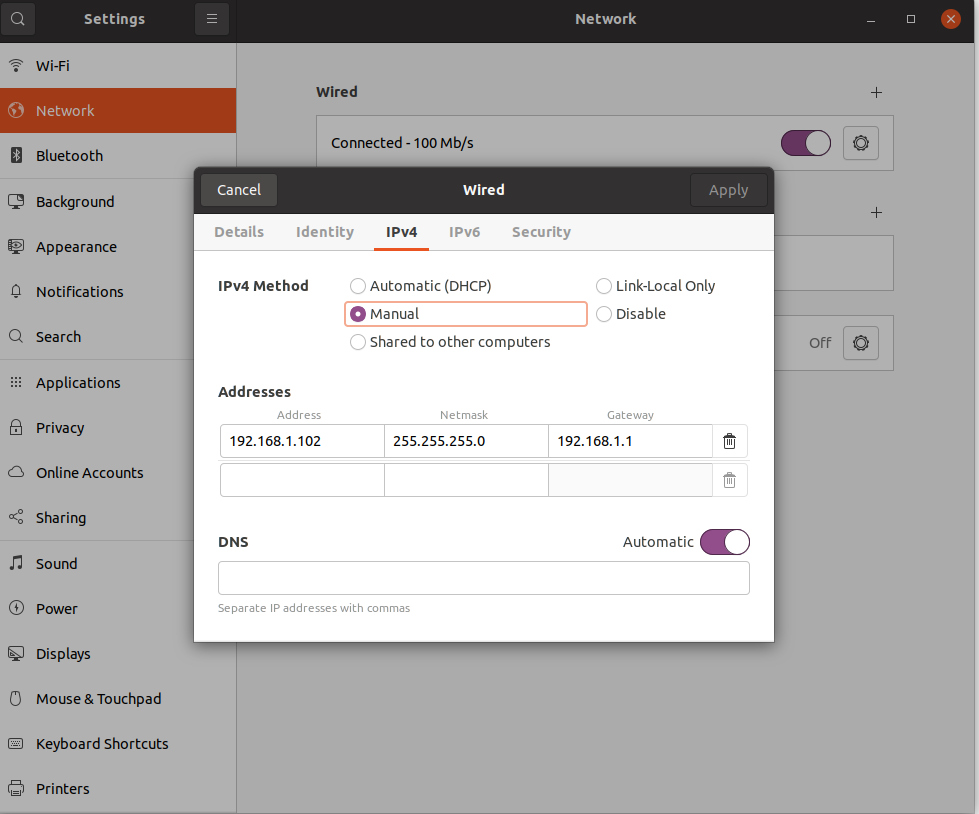 Settings
Network
Wi-Fi
Network
Bluetooth
Background
Appearance
Notifications
Search
Applications
Privacy
Online Accounts
Sharing
Sound
Power
Displays
Mouse & Touchpad
Keyboard Shortcuts
Printers
Wired
Connected - 100 Mb/s
Off
Cancel
Wired
Apply
Details Identity IPv4 IPv6 Security
IPv4 Method
Automatic (DHCP)
Link-Local Only
Manual
Disable
Shared to other computers
Addresses
Address Netmask Gateway
192.168.1.102 255.255.255.0 192.168.1.1
DNS
Automatic
Separate IP addresses with commas